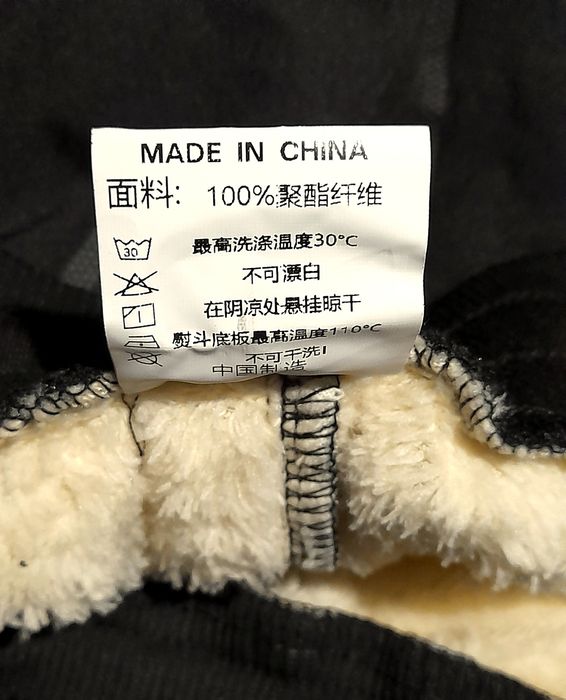 MADE IN CHINA
面料: 100%聚酯纤维
30 最高洗涤温度30°C
不可漂白
在阴凉处悬挂晾干
熨斗底板最高温度110°C
不可干洗
中国制造